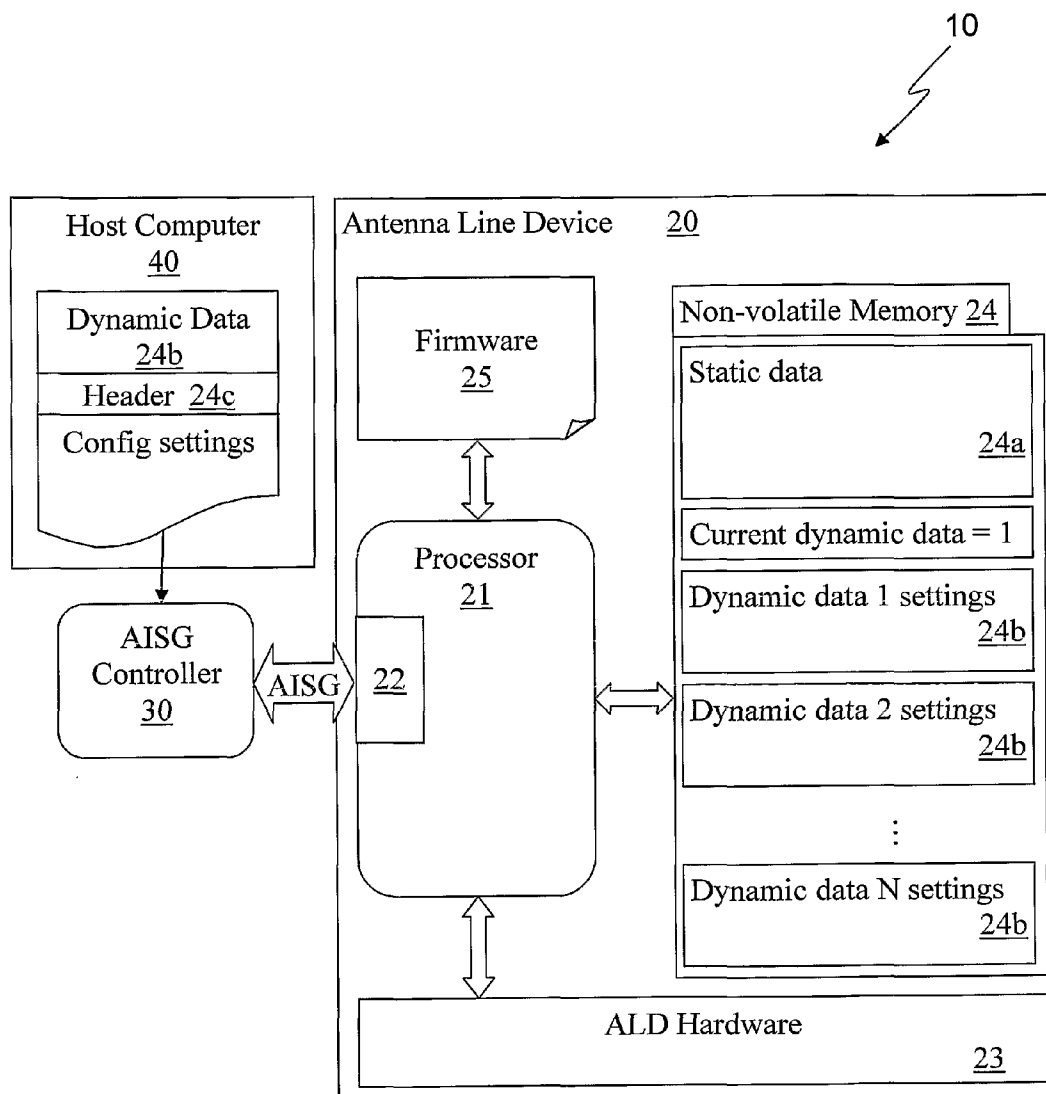 10
Host Computer
40
Dynamic Data
24b
Header 24c
Config settings
AISG
Controller
30
AISG
Antenna Line Device 20
Firmware
25
Processor
21
22
Non-volatile Memory 24
Static data
24a
Current dynamic data = 1
Dynamic data 1 settings
24b
Dynamic data 2 settings
24b
⋮
Dynamic data N settings
24b
ALD Hardware
23